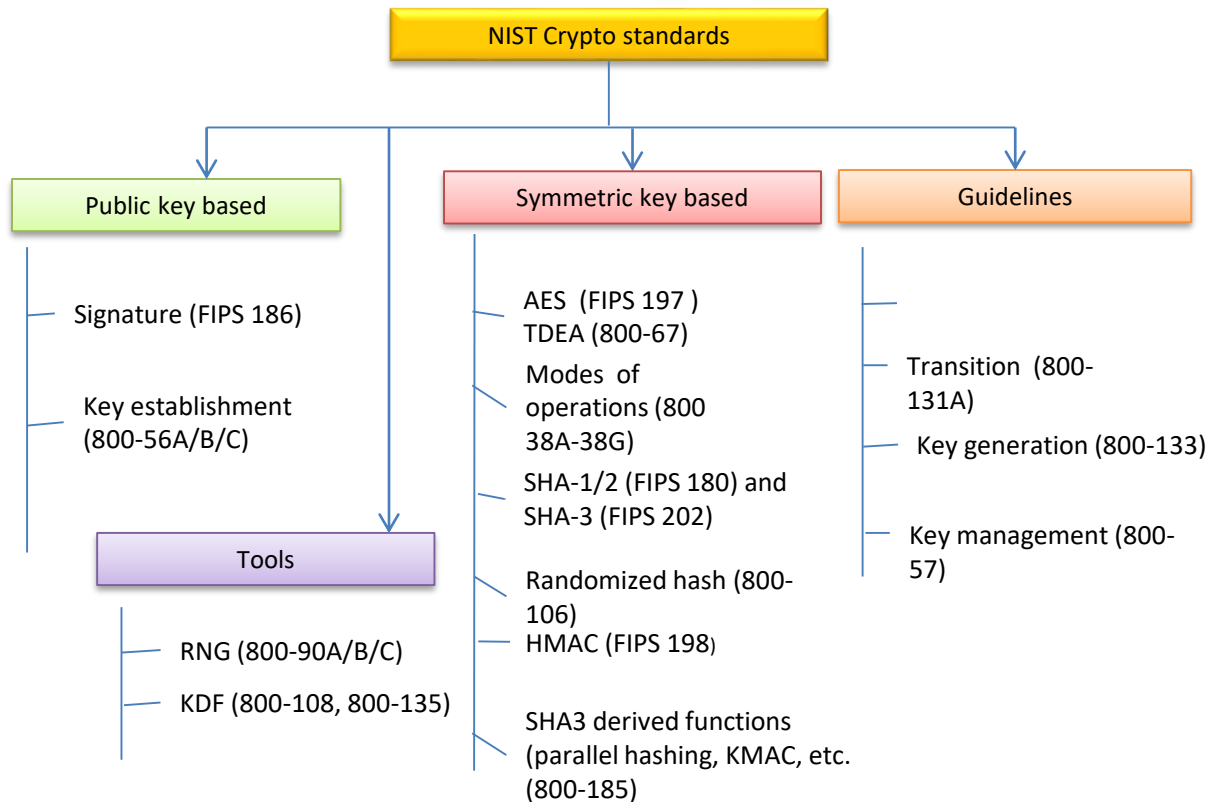 NIST Crypto standards
Public key based
Signature (FIPS 186)
Key establishment
(800-56A/B/C)
Tools
RNG (800-90A/B/C)
KDF (800-108, 800-135)
Symmetric key based
AES (FIPS 197 )
TDEA (800-67)
Modes of
operations (800
38A-38G)
SHA-1/2 (FIPS 180) and
SHA-3 (FIPS 202)
Randomized hash (800-
106)
HMAC (FIPS 198)
SHA3 derived functions
(parallel hashing, KMAC, etc.
(800-185)
Guidelines
Transition (800-
131A)
Key generation (800-133)
Key management (800-
57)